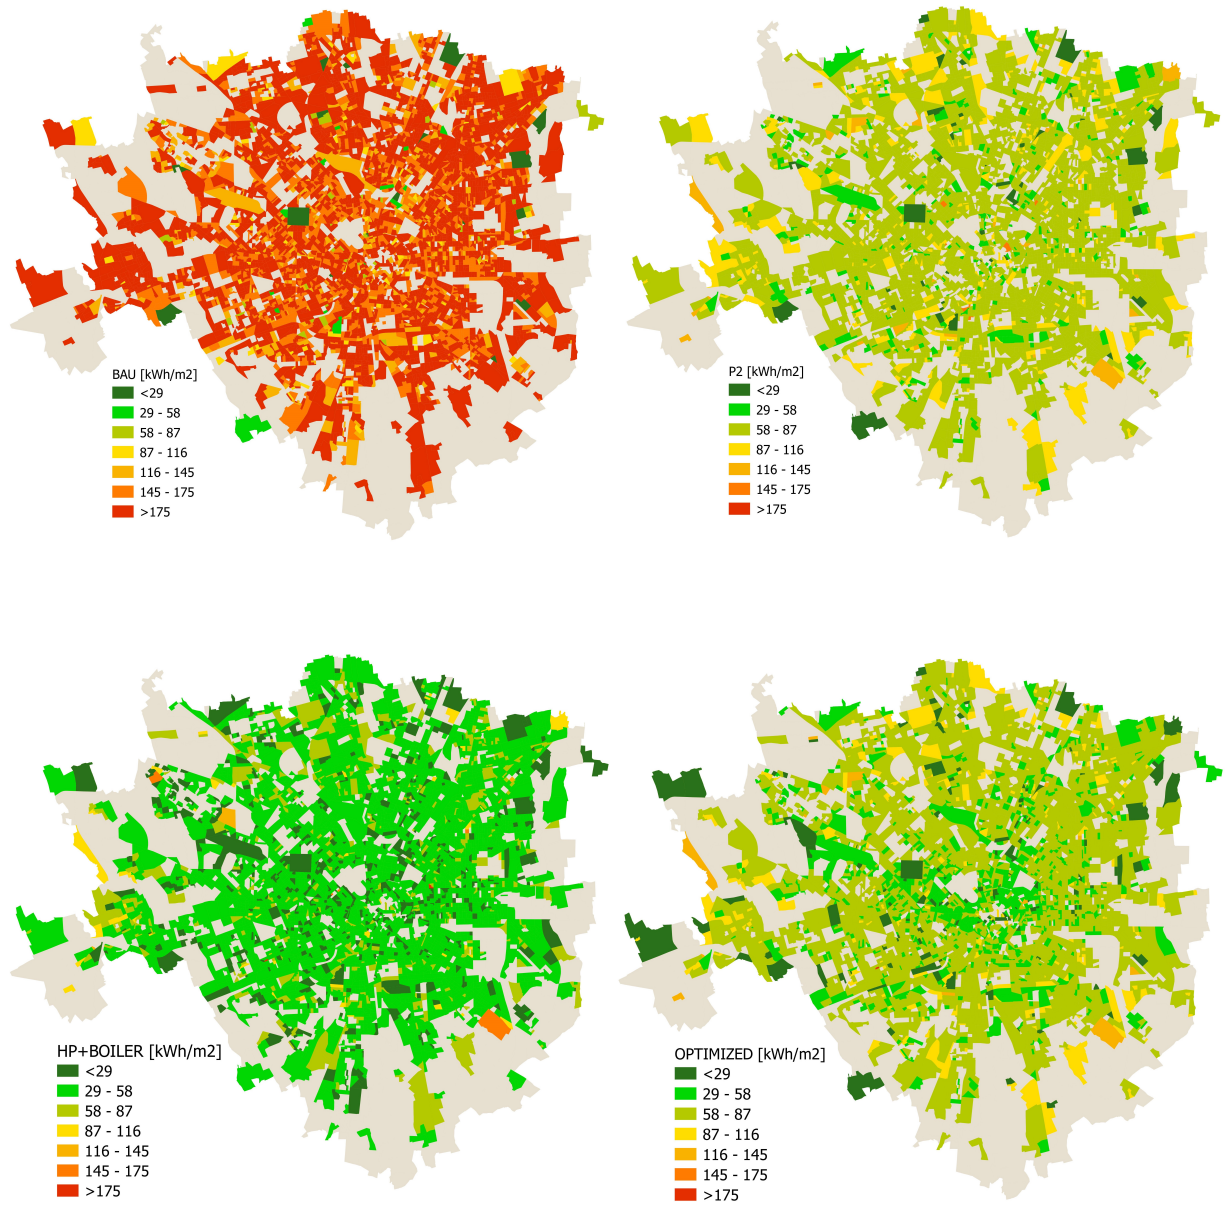 BAU [kWh/m2]
<29
29 - 58
58 - 87
87 - 116
116 - 145
145 - 175
>175
P2 [kWh/m2]
<29
29 - 58
58 - 87
87 - 116
116 - 145
145 - 175
>175
HP+BOILER [kWh/m2]
<29
29 - 58
58 - 87
87 - 116
116 - 145
145 - 175
>175
OPTIMIZED [kWh/m2]
<29
29 - 58
58 - 87
87 - 116
116 - 145
145 - 175
>175